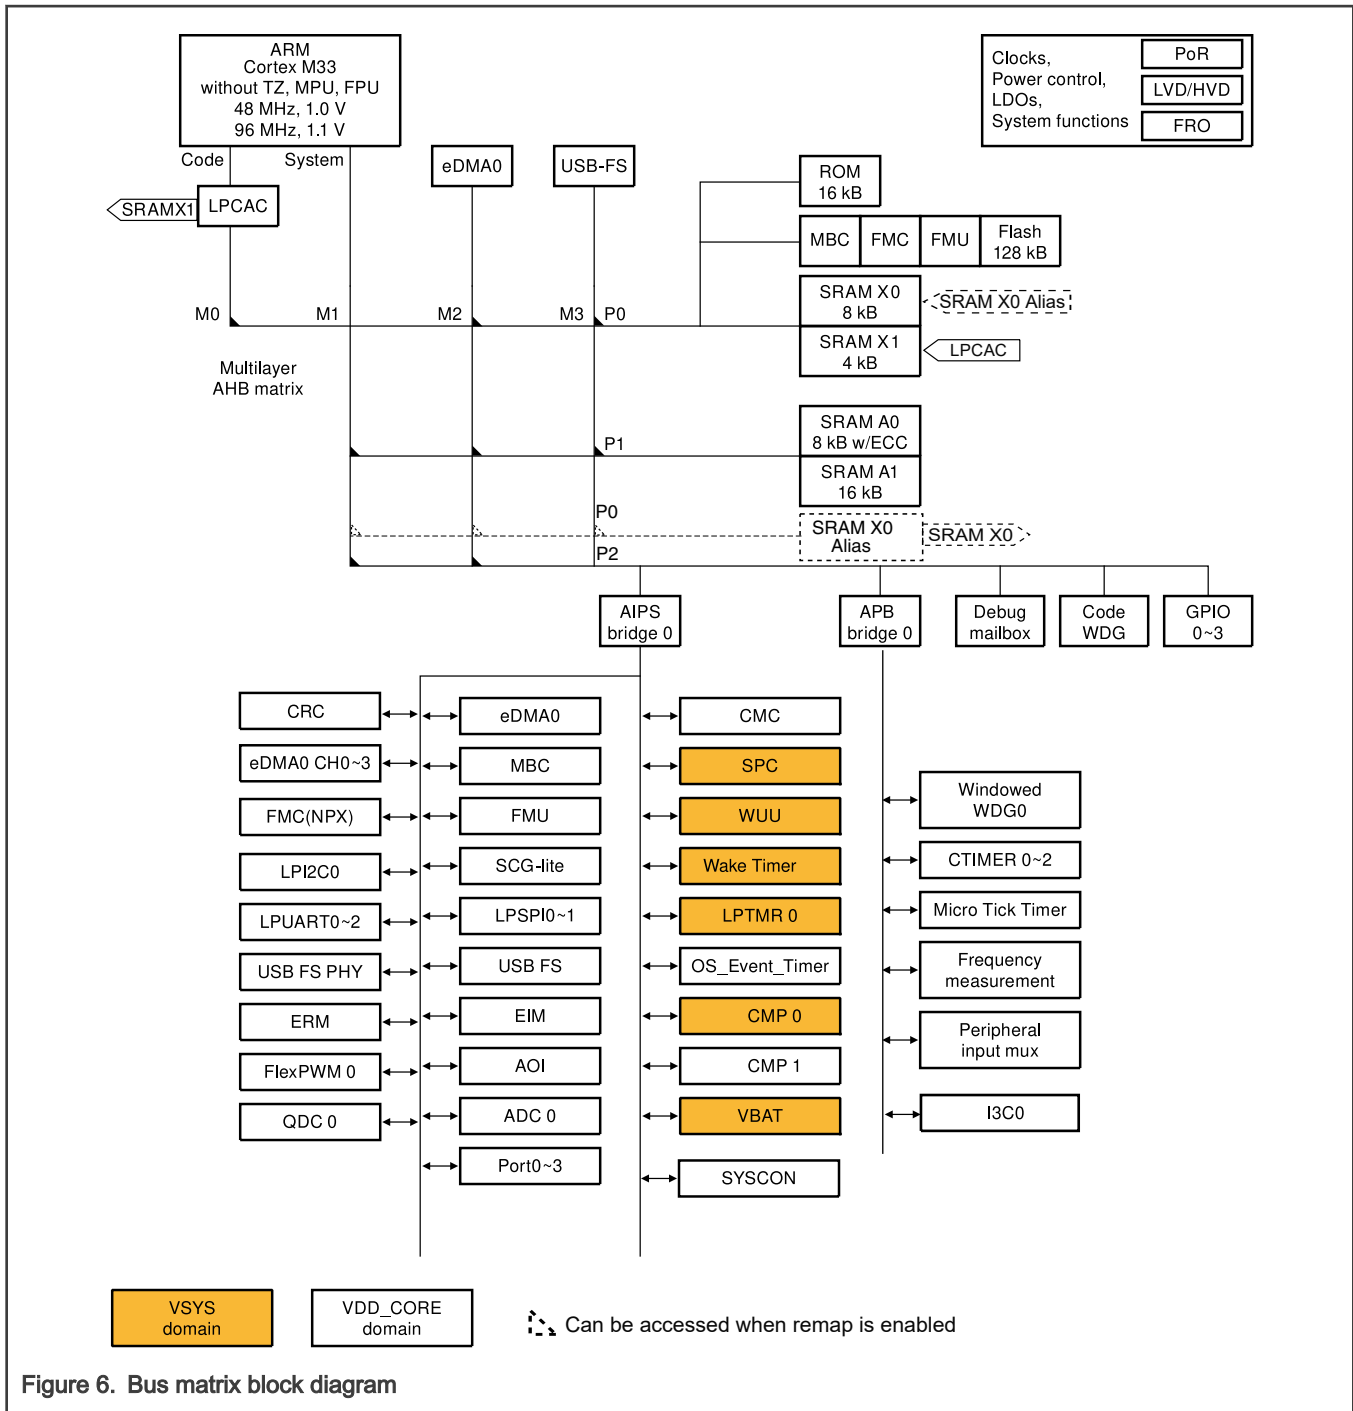 ARM
Cortex M33
without TZ, MPU, FPU
48 MHz, 1.0 V
96 MHz, 1.1 V
Clocks,
Power control,
LDOs,
System functions
PoR
LVD/HVD
FRO
Code
System
eDMA0
USB-FS
ROM
16 kB
SRAMX1
LPCAC
MBC
FMC
FMU
Flash
128 kB
SRAM X0
8 kB
SRAM X0 Alias
M0
M1
M2
M3
P0
SRAM X1
4 kB
LPCAC
Multilayer
AHB matrix
SRAM A0
8 kB w/ECC
P1
SRAM A1
16 kB
P0
SRAM X0
Alias
SRAM X0
P2
AIPS
bridge 0
APB
bridge 0
Debug
mailbox
Code
WDG
GPIO
0~3
CRC
eDMA0
CMC
eDMA0 CH0~3
MBC
SPC
Windowed
WDG0
FMC(NPX)
FMU
WUU
LPI2C0
SCG-lite
Wake Timer
CTIMER 0~2
LPUART0~2
LPSPI0~1
LPTMR 0
Micro Tick Timer
USB FS PHY
USB FS
OS_Event_Timer
Frequency
measurement
ERM
EIM
CMP 0
Peripheral
input mux
FlexPWM 0
AOI
CMP 1
QDC 0
ADC 0
VBAT
I3C0
Port0~3
SYSCON
VSYS
domain
VDD_CORE
domain
Can be accessed when remap is enabled
Figure 6. Bus matrix block diagram